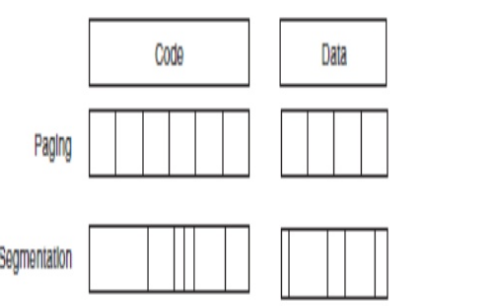 Code Data
Paging
Segmentation